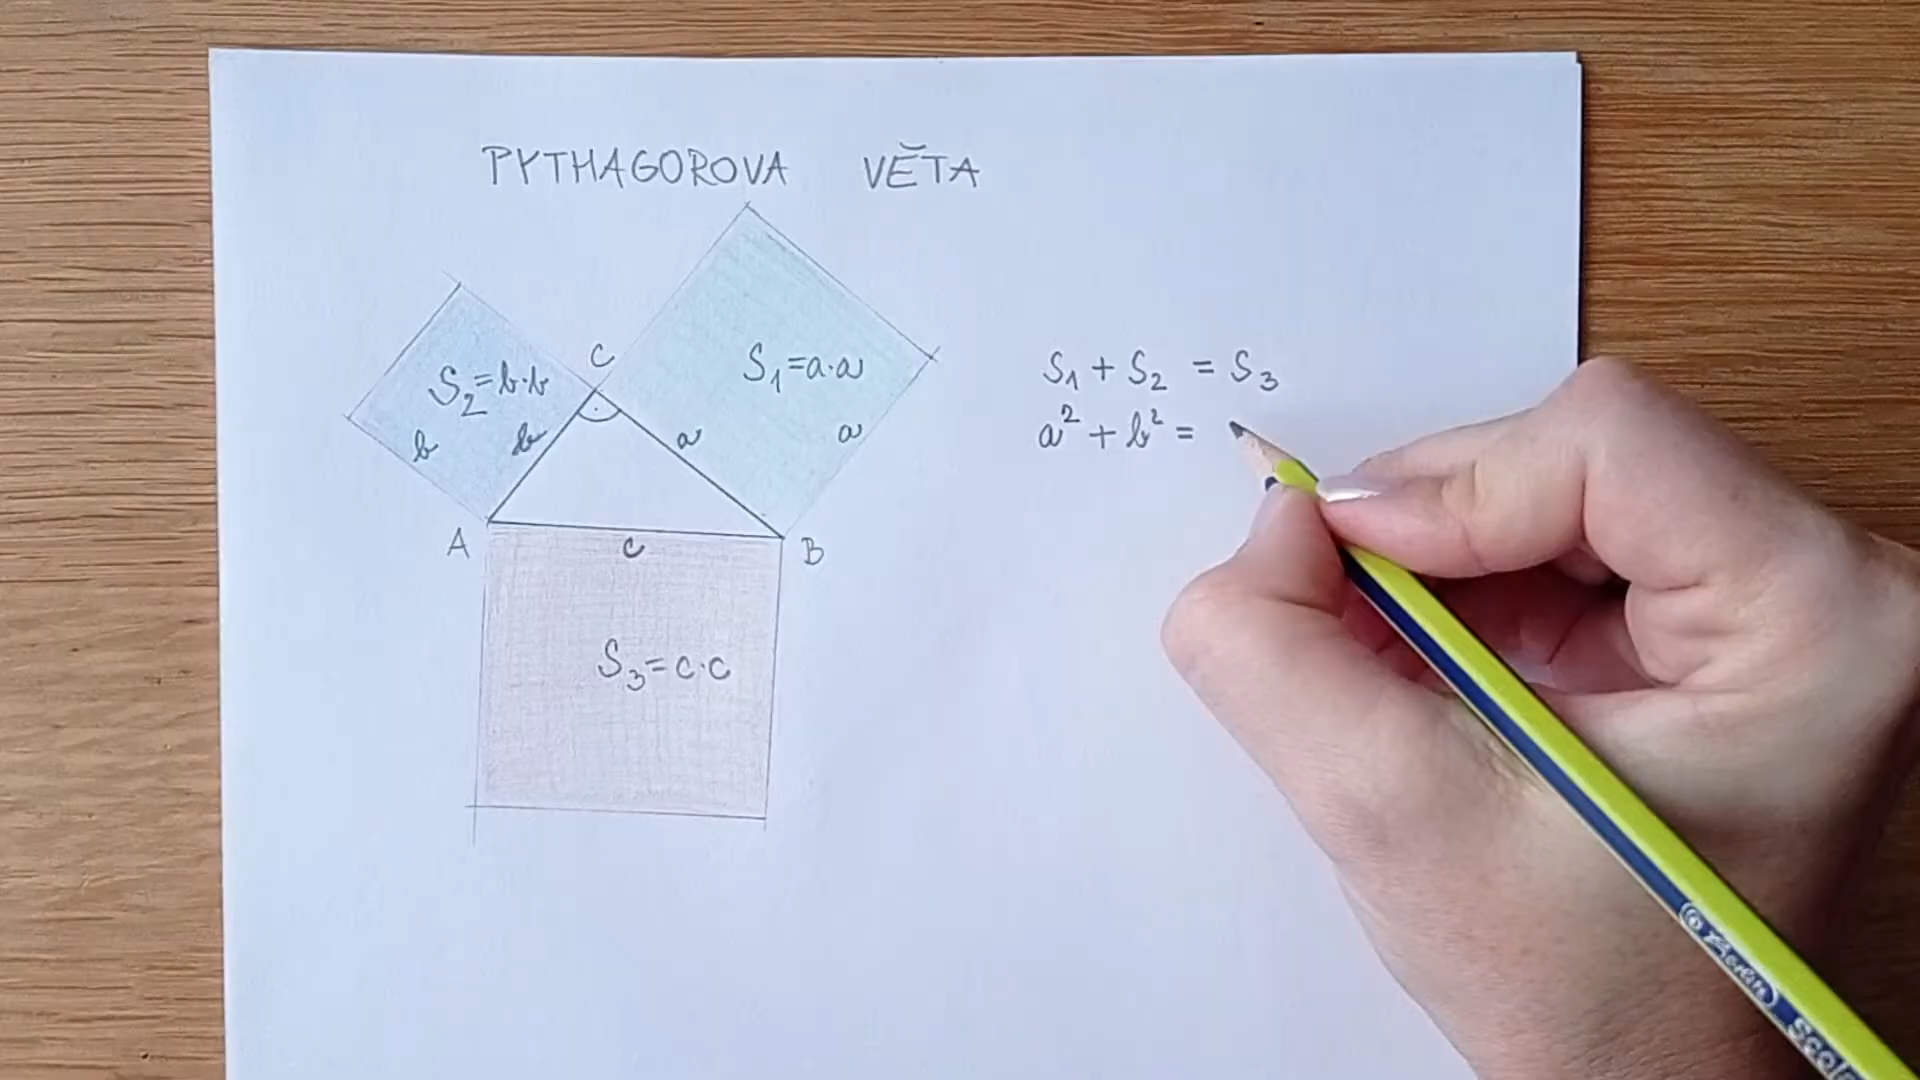 PYTHAGOROVA VĚTA
C
S₂=b·b
S₁=a·a
b
b
a
a
A
c
B
S₃=c·c
S₁+S₂=S₃
a²+b²=